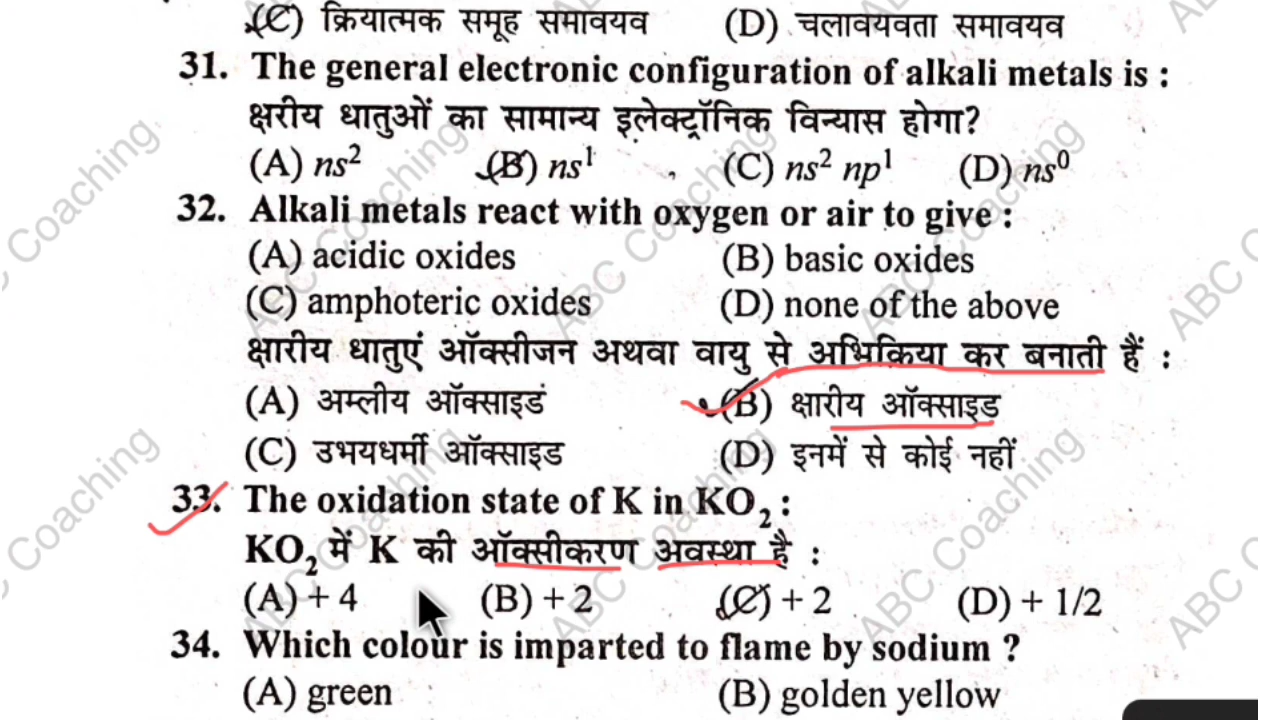 (C) क्रियात्मक समूह समावयव (D) चलावयवता समावयव
31. The general electronic configuration of alkali metals is :
क्षरीय धातुओं का सामान्य इलेक्ट्रॉनिक विन्यास होगा?
(A) ns² (B) ns¹ (C) ns² np¹ (D) ns⁰
32. Alkali metals react with oxygen or air to give :
(A) acidic oxides (B) basic oxides
(C) amphoteric oxides (D) none of the above
क्षारीय धातुएं ऑक्सीजन अथवा वायु से अभिकिया कर बनाती हैं :
(A) अम्लीय ऑक्साइडं (B) क्षारीय ऑक्साइड
(C) उभयधर्मी ऑक्साइड (D) इनमें से कोई नहीं
33. The oxidation state of K in KO₂ :
KO₂ में K की ऑक्सीकरण अवस्था है :
(A) + 4 (B) + 2 (C) + 2 (D) + 1/2
34. Which colour is imparted to flame by sodium ?
(A) green (B) golden yellow
ABC Coaching